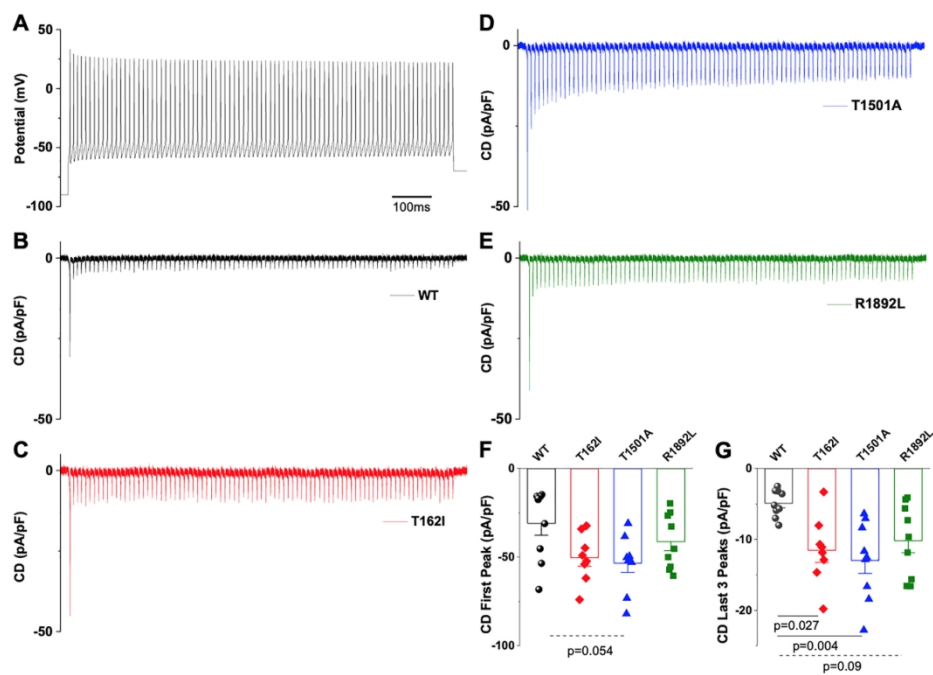 A
50
0
-50
-100
Potential (mV)
100ms
B
0
-50
CD (pA/pF)
WT
C
0
-50
CD (pA/pF)
T162I
D
0
-50
CD (pA/pF)
T1501A
E
0
-50
CD (pA/pF)
R1892L
F
WT
T162I
T1501A
R1892L
0
-50
-100
CD First Peak (pA/pF)
p=0.054
G
WT
T162I
T1501A
R1892L
0
-10
-20
CD Last 3 Peaks (pA/pF)
p=0.027
p=0.004
p=0.09